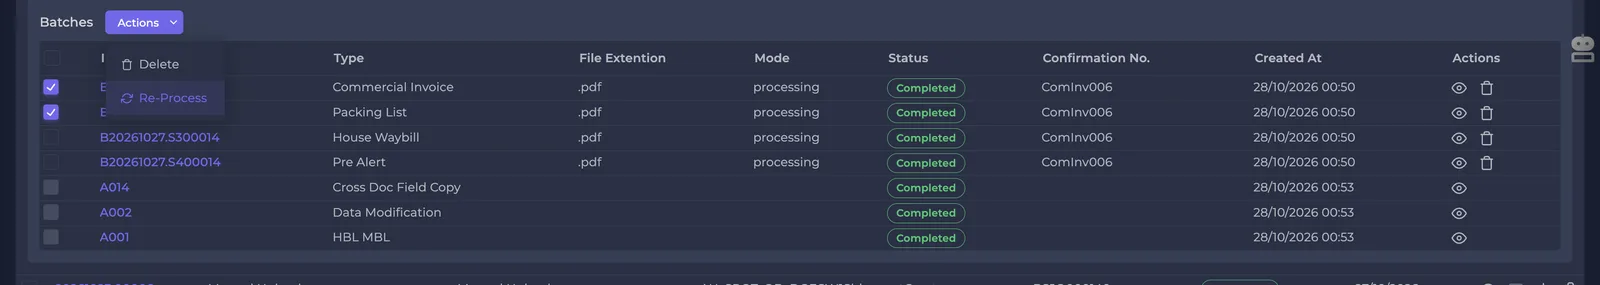 Batches Actions
Type File Extention Mode Status Confirmation No. Created At Actions
Delete
Commercial Invoice .pdf processing Completed ComInv006 28/10/2026 00:50
Re-Process
Packing List .pdf processing Completed ComInv006 28/10/2026 00:50
B20261027.S300014 House Waybill .pdf processing Completed ComInv006 28/10/2026 00:50
B20261027.S400014 Pre Alert .pdf processing Completed ComInv006 28/10/2026 00:50
A014 Cross Doc Field Copy Completed 28/10/2026 00:53
A002 Data Modification Completed 28/10/2026 00:53
A001 HBL MBL Completed 28/10/2026 00:53